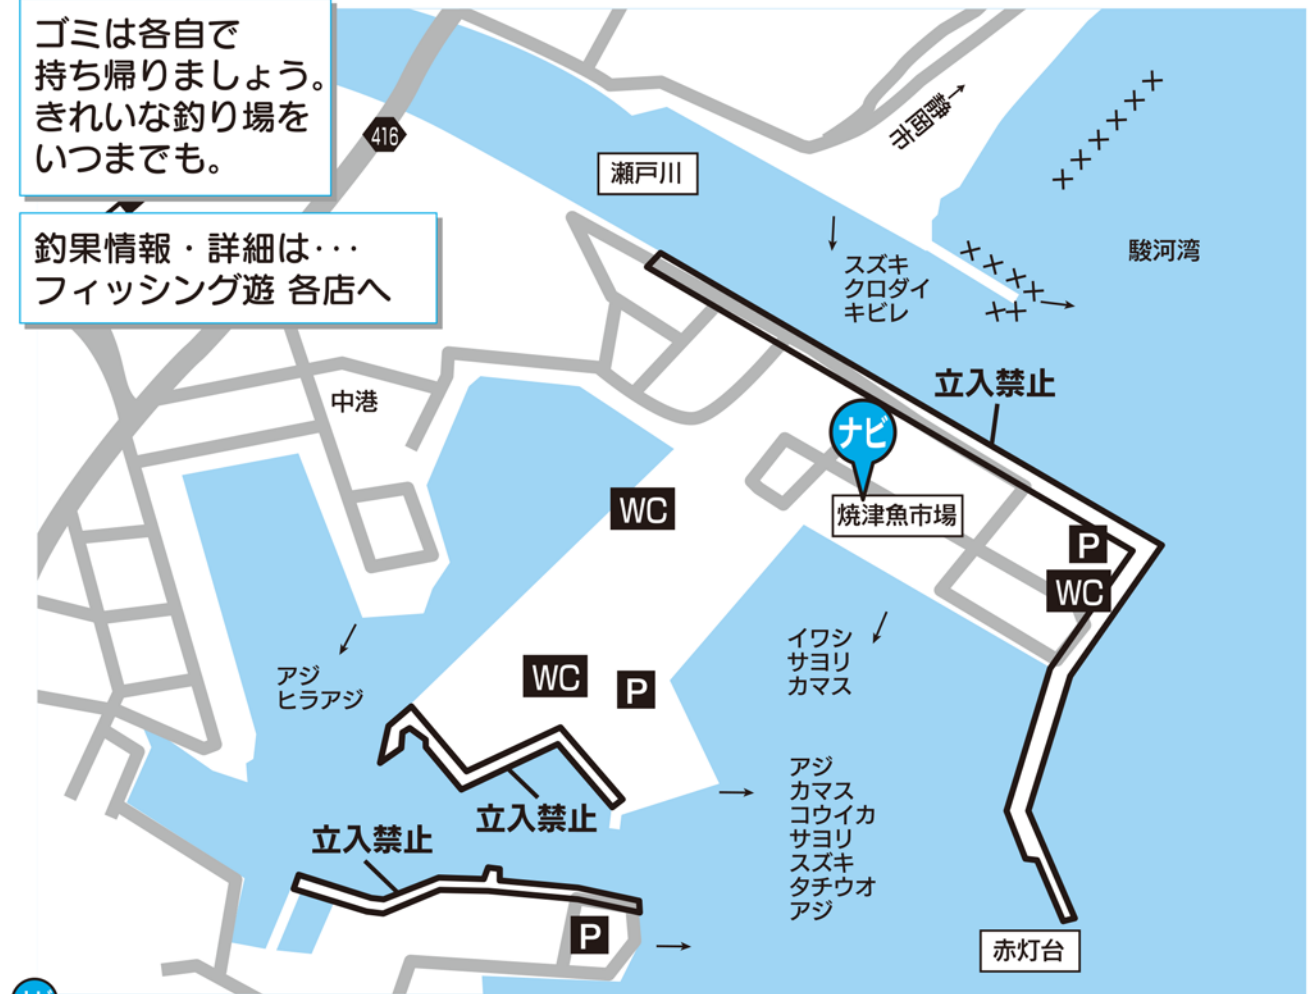 ゴミは各自で
持ち帰りましょう。
きれいな釣り場を
いつまでも。
釣果情報・詳細は･･･
フィッシング遊 各店へ
416
瀬戸川
静岡市
スズキ
クロダイ
キビレ
駿河湾
立入禁止
中港
ナビ
焼津魚市場
WC
P
WC
WC
P
アジ
ヒラアジ
イワシ
サヨリ
カマス
アジ
カマス
コウイカ
サヨリ
スズキ
タチウオ
アジ
立入禁止
立入禁止
P
赤灯台